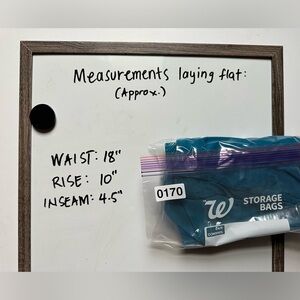 Measurements laying flat:
(Approx.)
WAIST: 18"
RISE: 10"
INSEAM: 4.5"
0170
W
STORAGE
BAGS